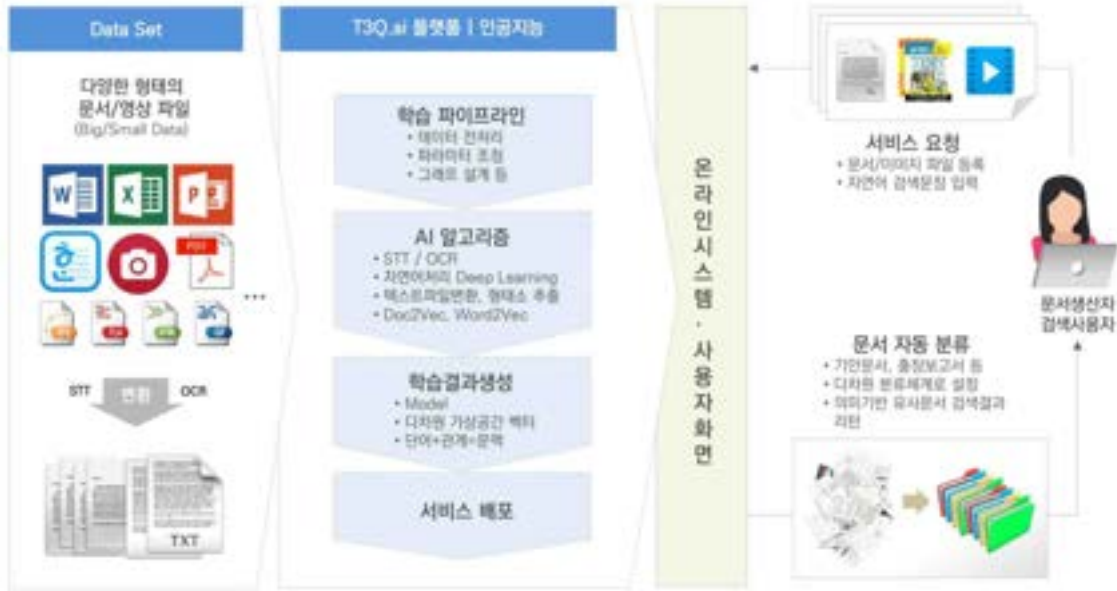 Data Set
다양한 형태의
문서/영상 파일
(Big/Small Data)
W
X
P
한
PDF
...
STT
변환
OCR
TXT
T3Q.ai 플랫폼 | 인공지능
학습 파이프라인
• 데이터 전처리
• 파라미터 조정
• 그래프 설계 등
AI 알고리즘
• STT / OCR
• 자연어처리 Deep Learning
• 텍스트파일변환, 형태소 추출
• Doc2Vec, Word2Vec
학습결과생성
• Model
• 다차원 가상공간 벡터
• 단어+관계+문맥
서비스 배포
온라인시스템·사용자화면
서비스 요청
• 문서/이미지 파일 등록
• 자연어 검색문장 입력
문서생산자
검색사용자
문서 자동 분류
• 기안문서, 출장보고서 등
• 다차원 분류체계로 설정
• 의미기반 유사문서 검색결과
리턴